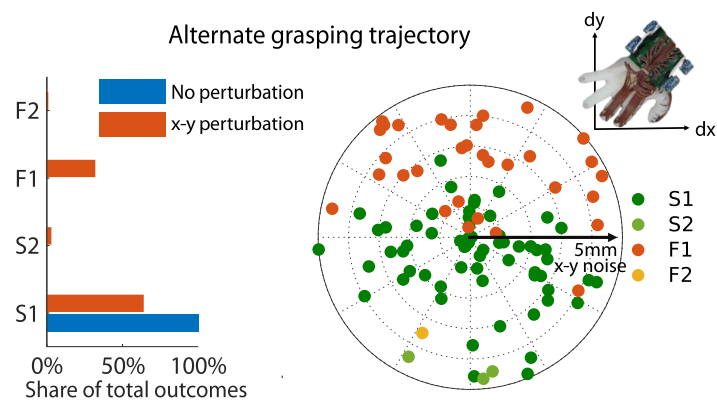 Alternate grasping trajectory
dy
dx
No perturbation
x-y perturbation
F2
F1
S2
S1
0%
50%
100%
Share of total outcomes
5mm
x-y noise
S1
S2
F1
F2